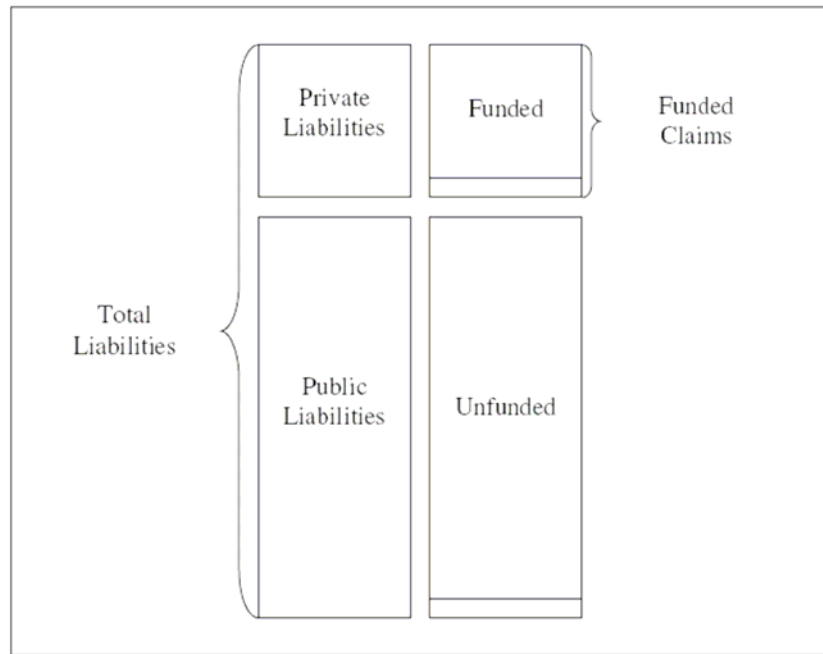 Private
Liabilities
Funded
Funded
Claims
Total
Liabilities
Public
Liabilities
Unfunded